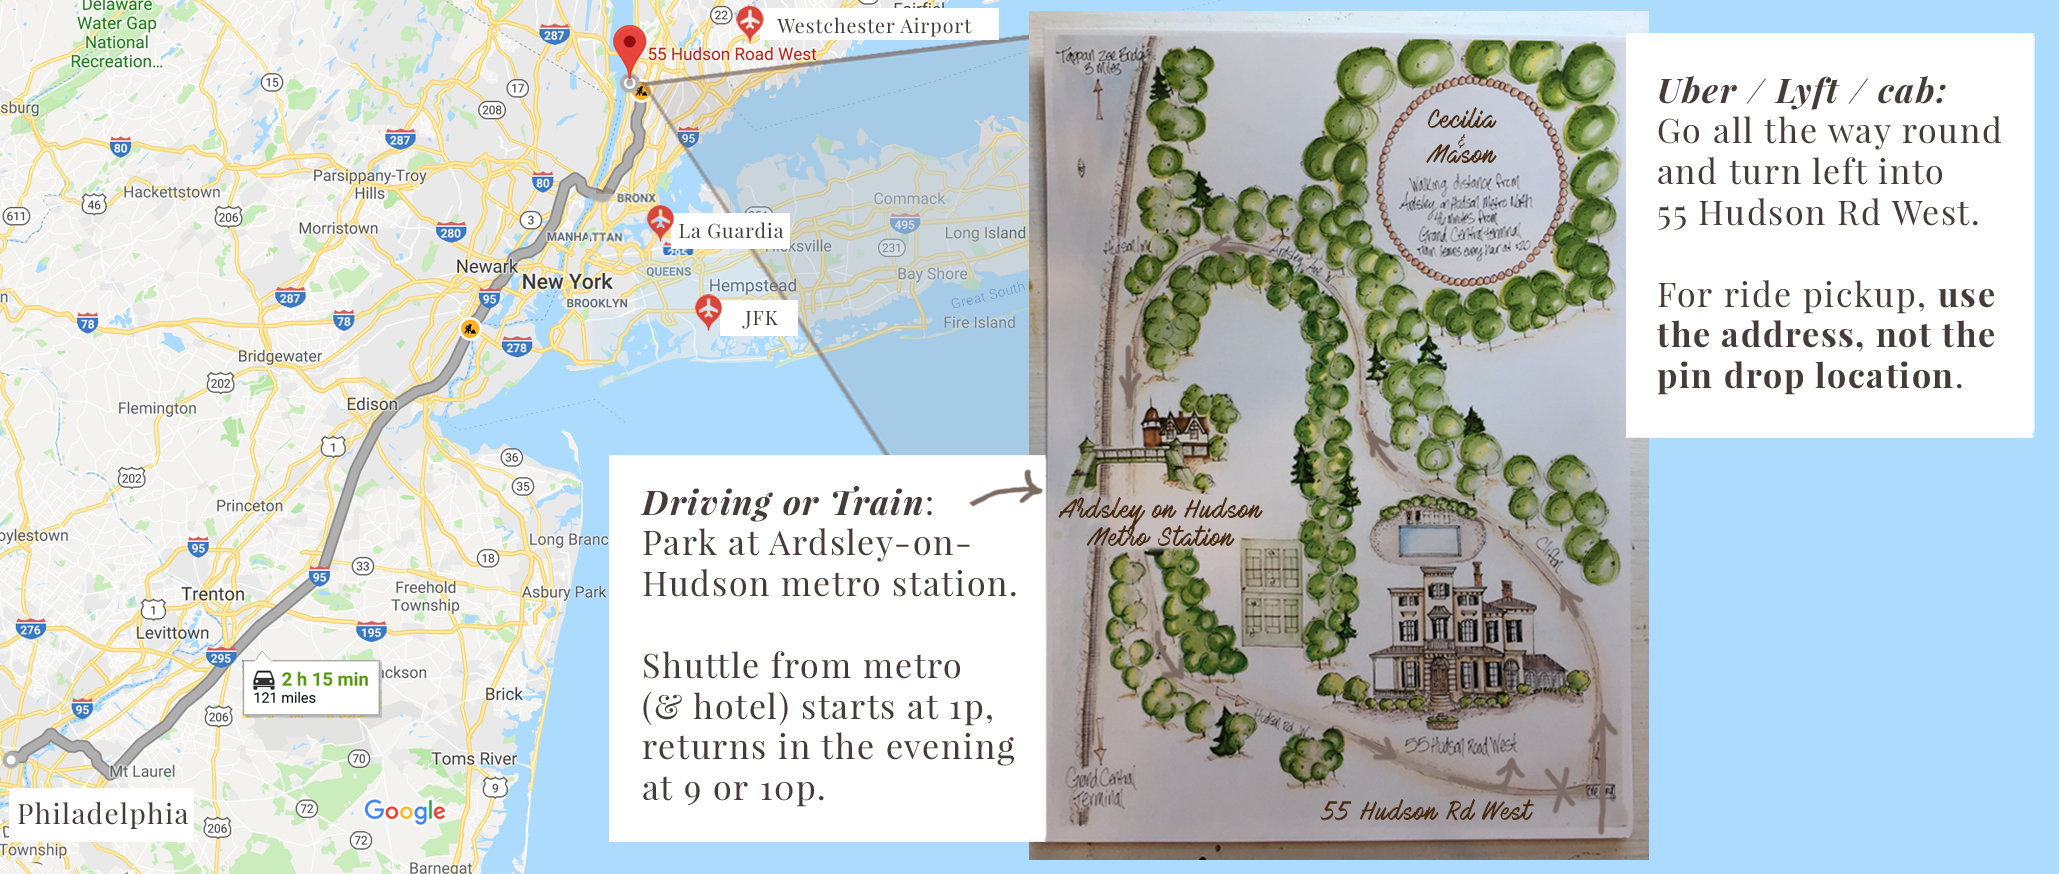 Delaware
Water Gap
National
Recreation...
Westchester Airport
55 Hudson Road West
22
287
15
17
208
sburg
80
287
95
Hackettstown
Parsippany-Troy
Hills
80
BRONX
611
46
206
Morristown
280
3
MANHATTAN
La Guardia
Commack
495
Long Island
231
Hicksville
Newark
QUEENS
Bay Shore
New York
Hempstead
Great South
287
95
BROOKLYN
JFK
Fire Island
78
78
278
Bridgewater
202
Flemington
Edison
1
36
202
35
Princeton
oylestown
95
Long Branc
18
33
95
Freehold
Township
Asbury Park
Trenton
1
276
Levittown
195
295
2 h 15 min
121 miles
ckson
Brick
95
206
70
Toms River
Mt Laurel
9
Philadelphia
72
Google
206
72
Township
Barnegat
Driving or Train:
Park at Ardsley-on-
Hudson metro station.
Shuttle from metro
(& hotel) starts at 1p,
returns in the evening
at 9 or 10p.
Tappan Zee Bridge
3 miles
Cecilia
&
Mason
Walking distance from
Ardsley on Hudson Metro North
42 minutes from
Grand Central terminal
train leaves every hour at :20
Hudson line
Ardsley Ave
Ardsley on Hudson
Metro Station
Clifton
Hudson Rd. W
55 Hudson Road West
Grand Central
Terminal
55 Hudson Rd West
Uber / Lyft / cab:
Go all the way round
and turn left into
55 Hudson Rd West.
For ride pickup, use
the address, not the
pin drop location.